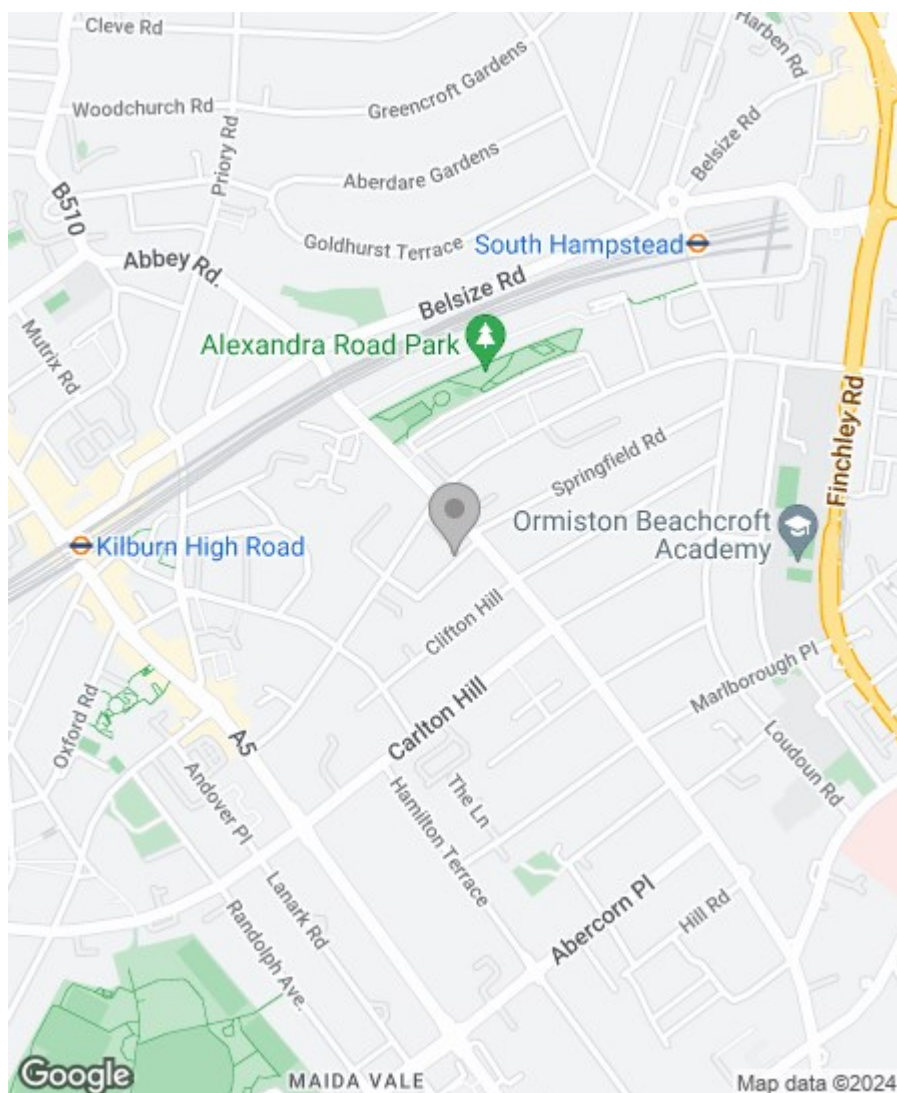 Cleve Rd
Harben Rd
Greencroft Gardens
Woodchurch Rd
Priory Rd
Belsize Rd
Aberdare Gardens
B510
Goldhurst Terrace
South Hampstead
Abbey Rd.
Belsize Rd
Mutrix Rd
Alexandra Road Park
Finchley Rd
Springfield Rd
Ormiston Beachcroft
Academy
Kilburn High Road
Clifton Hill
Marlborough Pl
Oxford Rd
A5
Carlton Hill
Loudoun Rd
Andover Pl
The Ln
Hamilton Terrace
Lanark Rd
Abercorn Pl
Hill Rd
Randolph Ave.
Google
MAIDA VALE
Map data ©2024